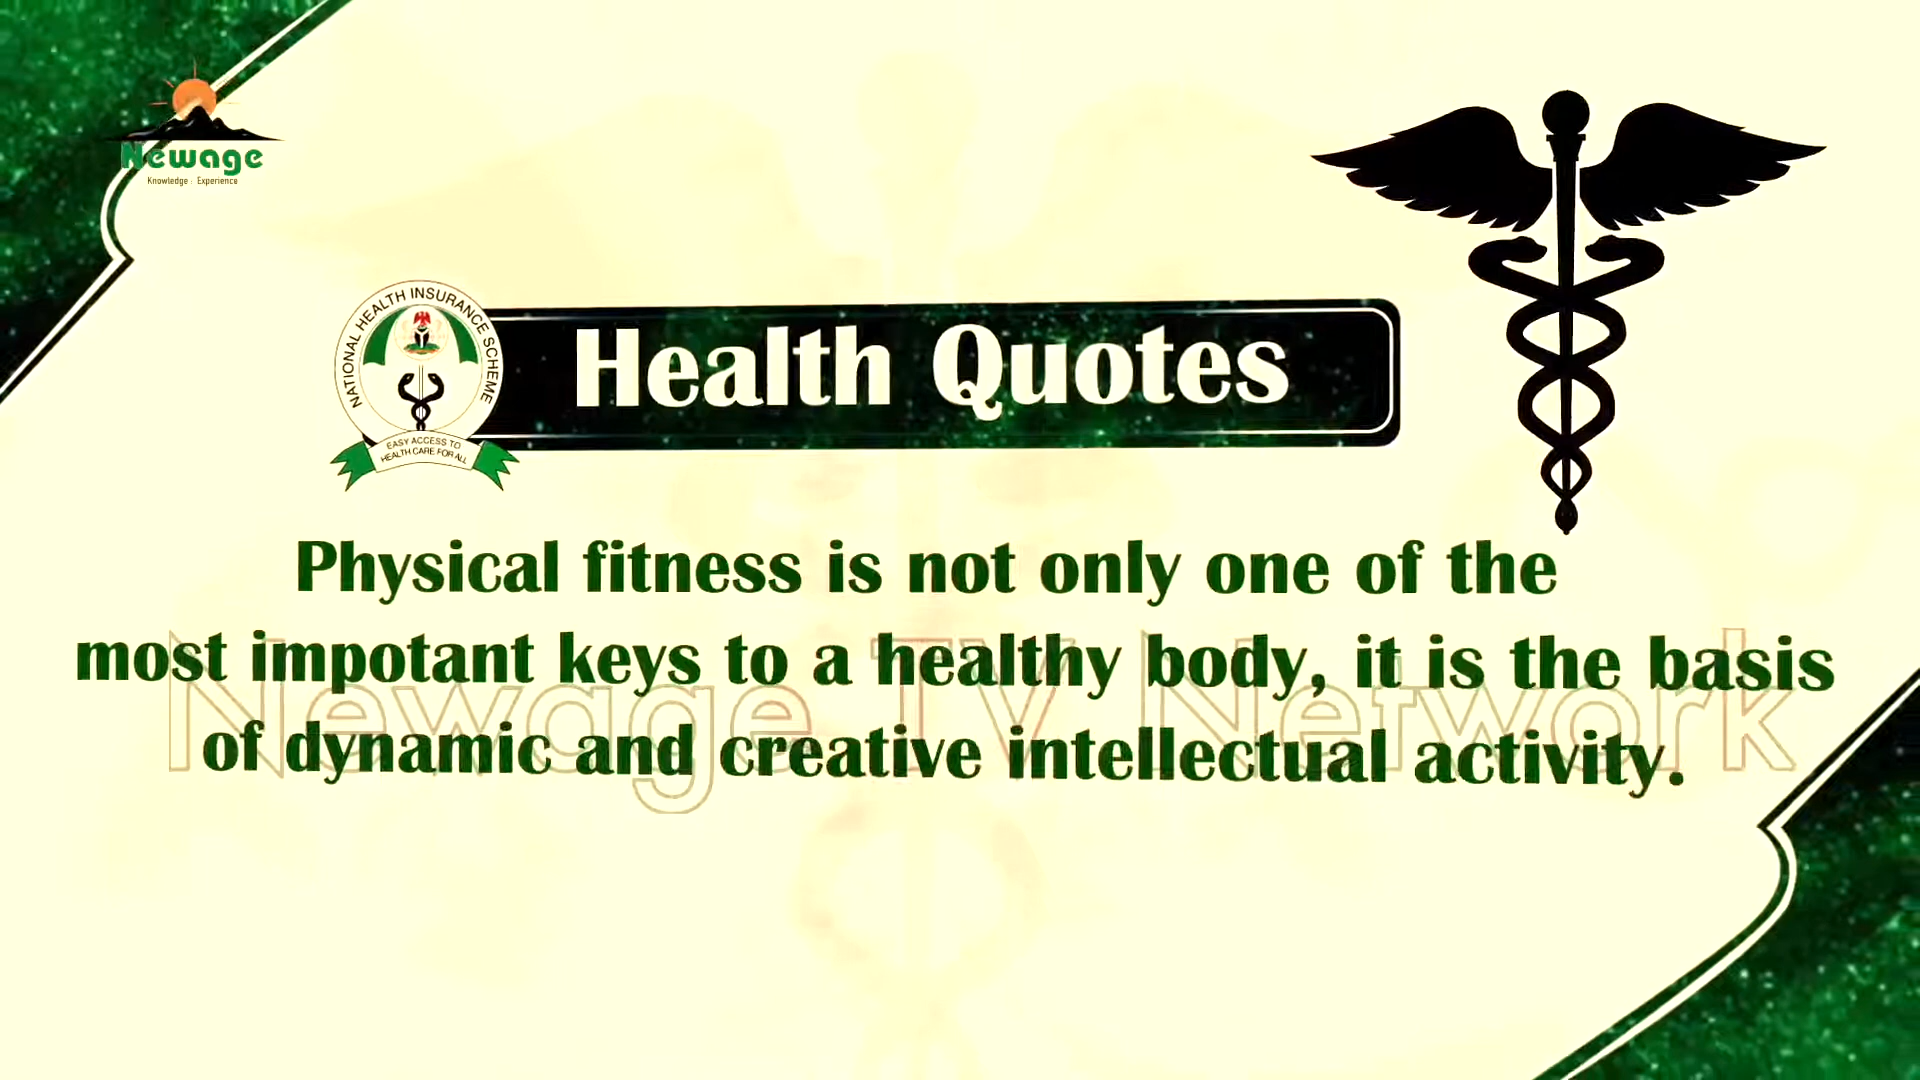 Newage
Knowledge · Experience
NATIONAL HEALTH INSURANCE SCHEME
EASY ACCESS TO
HEALTH CARE FOR ALL
Health Quotes
Physical fitness is not only one of the
most impotant keys to a healthy body, it is the basis
of dynamic and creative intellectual activity.
Newage TV Network